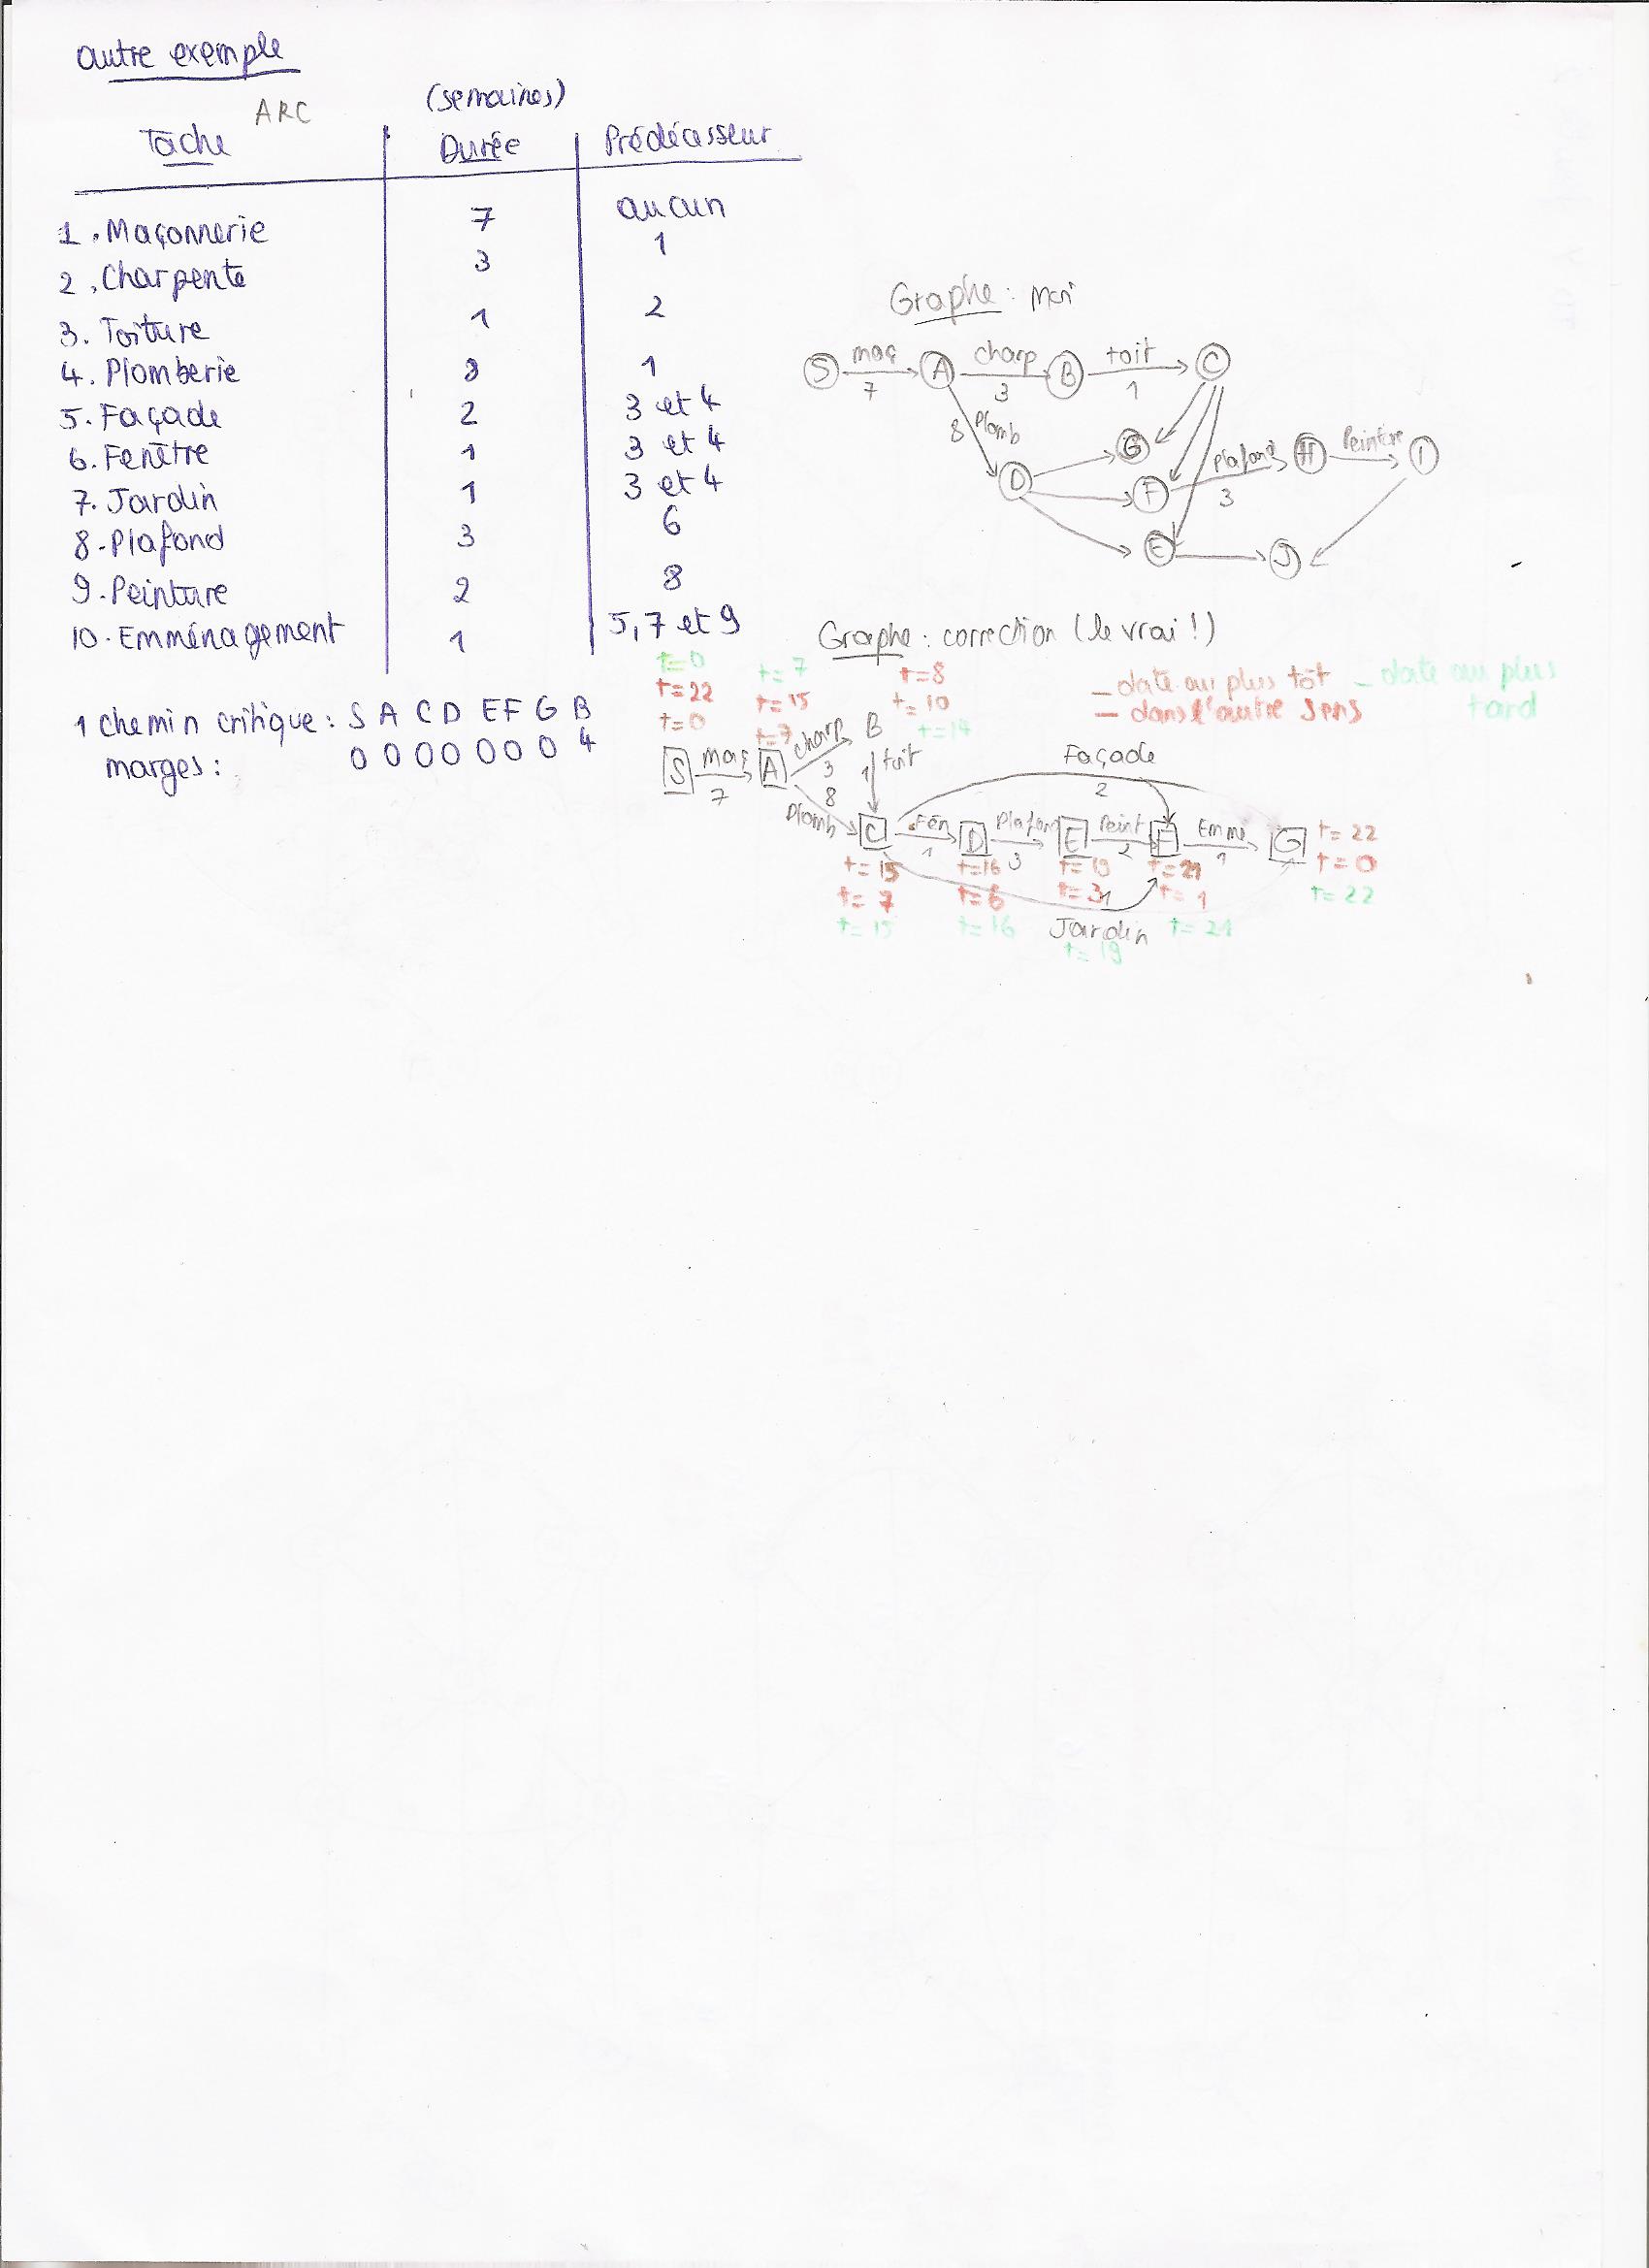 autre exemple
ARC (semaines)
Tâche Durée Prédécasseur
1. Maçonnerie 7 aucun
2. Charpente 3 1
3. Toiture 1 2
4. Plomberie 8 1
5. Façade 2 3 et 4
6. Fenêtre 1 3 et 4
7. Jardin 1 3 et 4
8. Plafond 3 6
9. Peinture 2 8
10. Emménagement 1 5, 7 et 9
1 chemin critique : S A C D E F G B
marges : 0 0 0 0 0 0 0 4
Graphe : Moi
S maç A charp B toit C
7 3 1
8 Plomb
G
D F plafond H Peinture I
3
E J
Graphe : correction (le vrai !)
t=0 t=7 t=8
t=22 t=15 t=10
t=0 t=7 t=14
- date au plus tôt - date au plus tard
- dans l'autre sens
S maç A charp B
7 3 1 toit
Plomb 8
Façade
2
C Fen D Plafon E Peint F Emmé G
1 3 2 1
t=15 t=16 t=19 t=21 t=22
t=7 t=6 t=31 t=1 t=0
t=15 t=16 t=19 t=21 t=22
Jardin